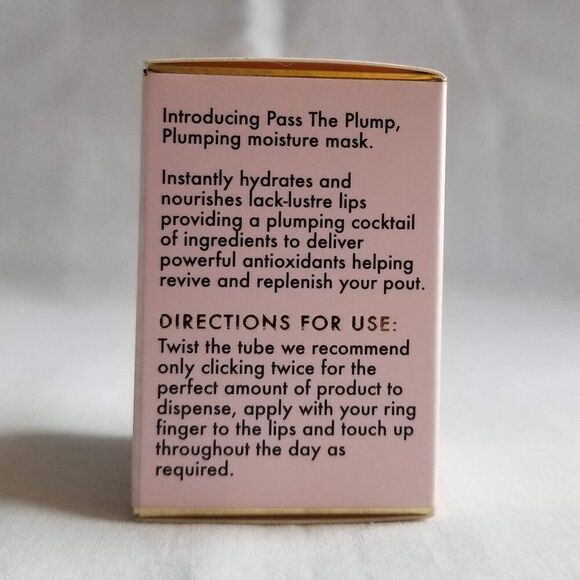 Introducing Pass The Plump,
Plumping moisture mask.
Instantly hydrates and
nourishes lack-lustre lips
providing a plumping cocktail
of ingredients to deliver
powerful antioxidants helping
revive and replenish your pout.
DIRECTIONS FOR USE:
Twist the tube we recommend
only clicking twice for the
perfect amount of product to
dispense, apply with your ring
finger to the lips and touch up
throughout the day as
required.